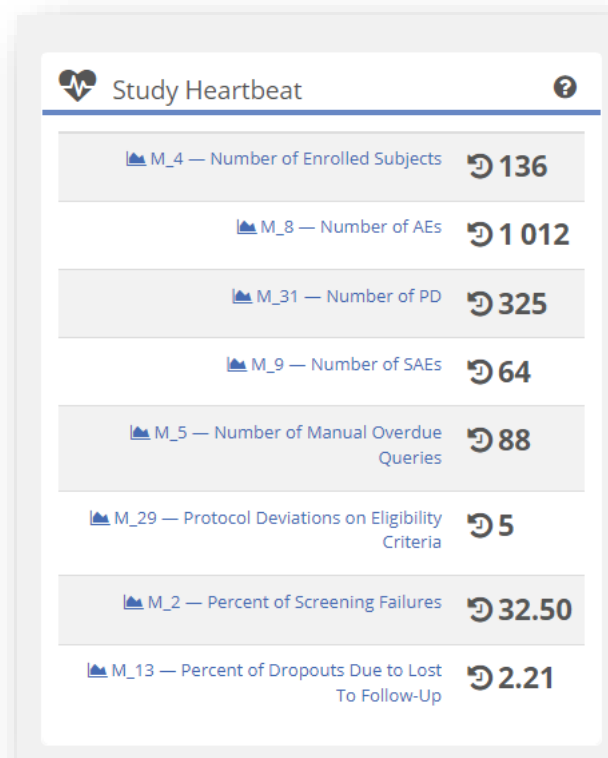 Study Heartbeat
M_4 — Number of Enrolled Subjects 136
M_8 — Number of AEs 1 012
M_31 — Number of PD 325
M_9 — Number of SAEs 64
M_5 — Number of Manual Overdue 88
Queries
M_29 — Protocol Deviations on Eligibility 5
Criteria
M_2 — Percent of Screening Failures 32.50
M_13 — Percent of Dropouts Due to Lost 2.21
To Follow-Up